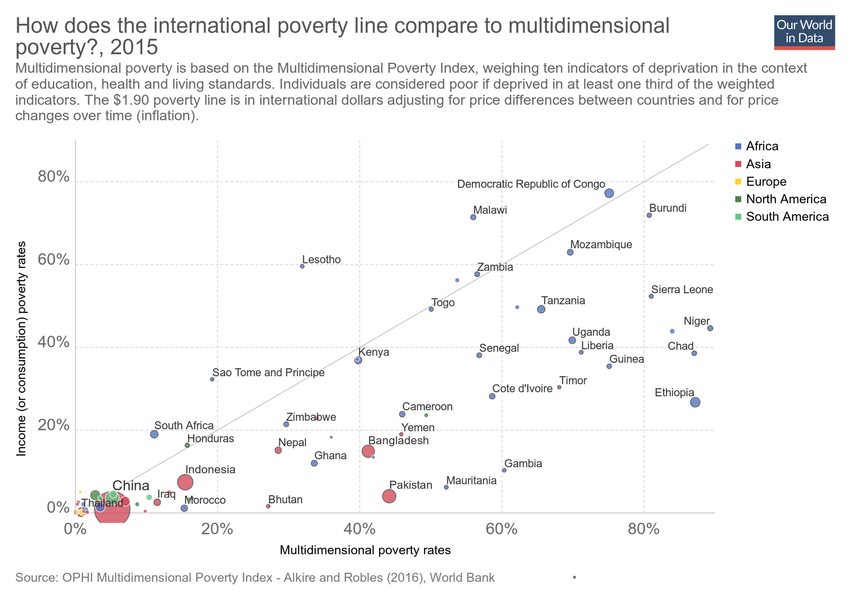 How does the international poverty line compare to multidimensional
poverty?, 2015
Our World
in Data
Multidimensional poverty is based on the Multidimensional Poverty Index, weighing ten indicators of deprivation in the context
of education, health and living standards. Individuals are considered poor if deprived in at least one third of the weighted
indicators. The $1.90 poverty line is in international dollars adjusting for price differences between countries and for price
changes over time (inflation).
Africa
Asia
Europe
North America
South America
Income (or consumption) poverty rates
80%
60%
40%
20%
0%
Democratic Republic of Congo
Malawi
Burundi
Mozambique
Lesotho
Zambia
Sierra Leone
Togo
Tanzania
Niger
Uganda
Kenya
Senegal
Liberia
Chad
Guinea
Sao Tome and Principe
Timor
Cote d'Ivoire
Ethiopia
Cameroon
Zimbabwe
South Africa
Yemen
Honduras
Nepal
Bangladesh
Ghana
Gambia
Indonesia
China
Pakistan
Mauritania
Iraq
Morocco
Bhutan
Thailand
0%
20%
40%
60%
80%
Multidimensional poverty rates
Source: OPHI Multidimensional Poverty Index - Alkire and Robles (2016), World Bank